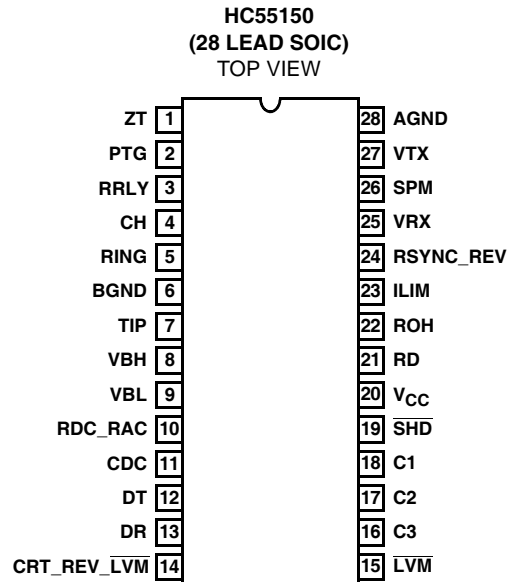 HC55150
(28 LEAD SOIC)
TOP VIEW
ZT 1 28 AGND
PTG 2 27 VTX
RRLY 3 26 SPM
CH 4 25 VRX
RING 5 24 RSYNC_REV
BGND 6 23 ILIM
TIP 7 22 ROH
VBH 8 21 RD
VBL 9 20 VCC
RDC_RAC 10 19 S̅H̅D̅
CDC 11 18 C1
DT 12 17 C2
DR 13 16 C3
CRT_REV_L̅V̅M̅ 14 15 L̅V̅M̅